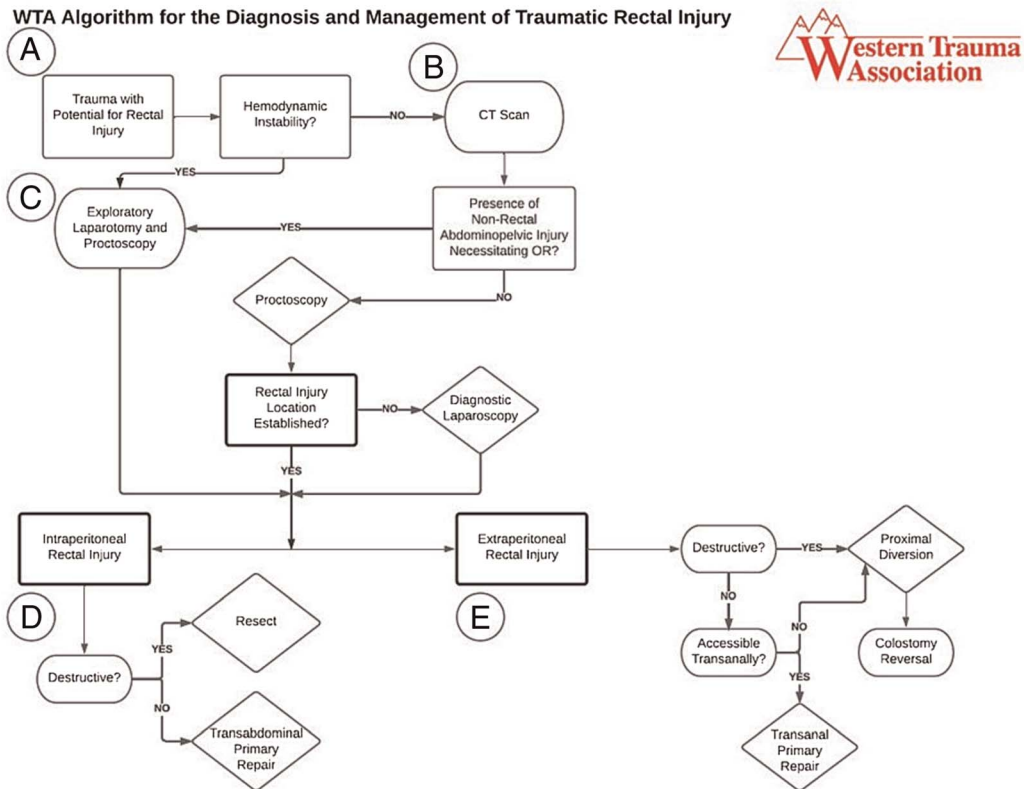 WTA Algorithm for the Diagnosis and Management of Traumatic Rectal Injury
Western Trauma
Association
A
Trauma with
Potential for Rectal
Injury
Hemodynamic
Instability?
NO
B
CT Scan
YES
C
Exploratory
Laparotomy and
Proctoscopy
YES
Presence of
Non-Rectal
Abdominopelvic Injury
Necessitating OR?
NO
Proctoscopy
Rectal Injury
Location
Established?
NO
Diagnostic
Laparoscopy
YES
Intraperitoneal
Rectal Injury
Extraperitoneal
Rectal Injury
Destructive?
YES
Proximal
Diversion
D
Resect
E
NO
NO
YES
Accessible
Transanally?
Colostomy
Reversal
Destructive?
YES
NO
Transabdominal
Primary
Repair
Transanal
Primary
Repair